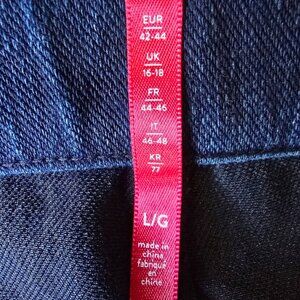 EUR
42-44
UK
16-18
FR
44-46
IT
46-48
KR
77
L/G
made in
china
fabriqué
en
chine